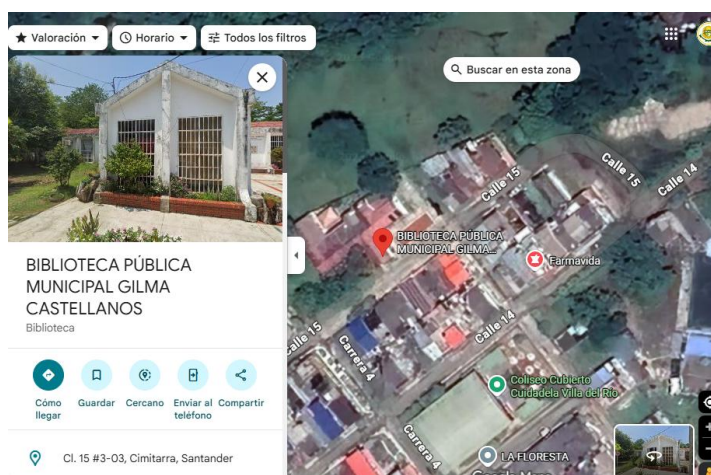 Valoración
Horario
Todos los filtros
Buscar en esta zona
BIBLIOTECA PÚBLICA
MUNICIPAL GILMA
CASTELLANOS
Biblioteca
Cómo llegar
Guardar
Cercano
Enviar al teléfono
Compartir
Cl. 15 #3-03, Cimitarra, Santander
Calle 15
Calle 15
Calle 14
BIBLIOTECA PÚBLICA
MUNICIPAL GILMA...
Farmavida
Calle 15
Carrera 4
Calle 14
Coliseo Cubierto
Cuidadela Villa del Rio
Carrera 4
LA FLORESTA